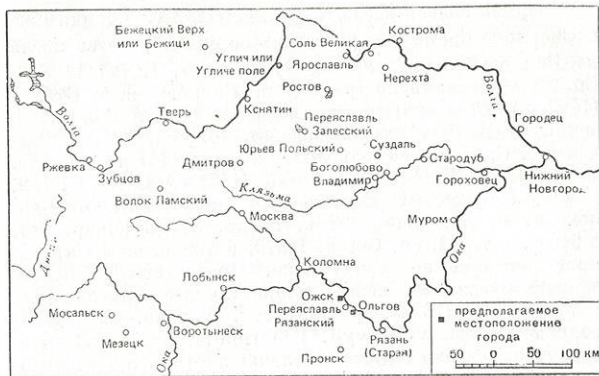 Бежецкий Верх
или Бежици
Кострома
Соль Великая
Углич или
Угличе поле
Ярославль
Нерехта
Ростов
Волга
Волга
Кснятин
Тверь
Переяславль
Залесский
Городец
Суздаль
Юрьев Польский
Ржевка
Зубцов
Дмитров
Боголюбово
Владимир
Стародуб
Гороховец
Нижний
Новгород
Волок Ламский
Клязьма
Москва
Муром
Днепр
Ока
Коломна
Лобынск
Ожск
Переяславль
Рязанский
Ольгов
Мосальск
Воротынеск
Мезецк
Рязань
(Старая)
Ока
Пронск
предполагаемое
местоположение
города
50 0 50 100 км